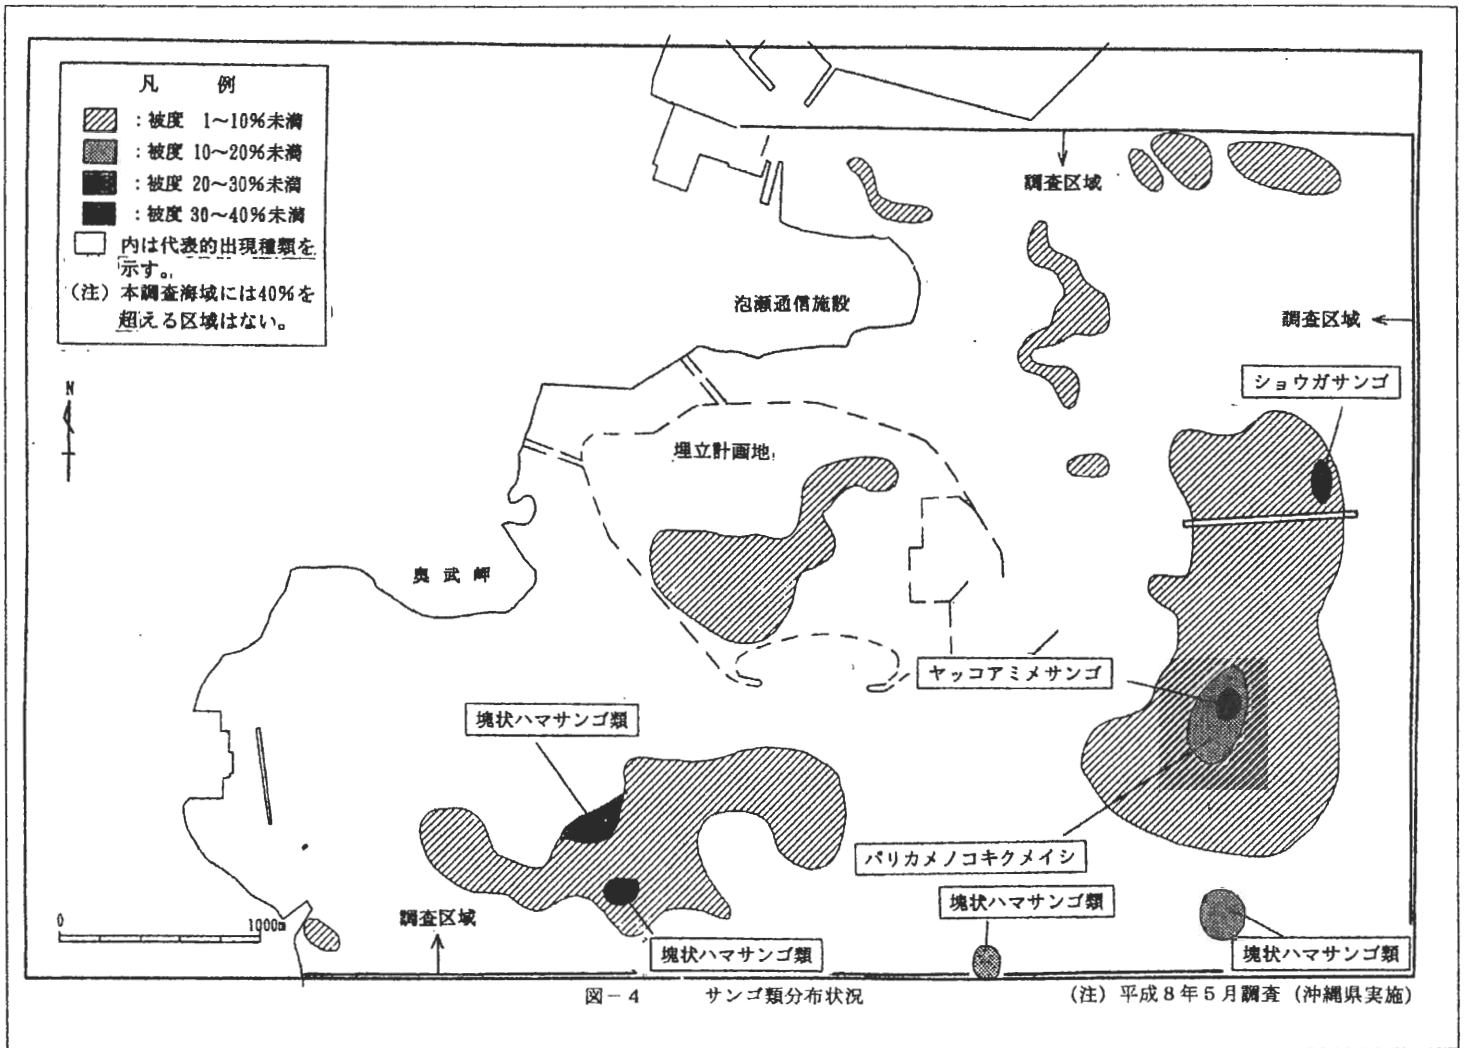 凡 例
：被度 1～10％未満
：被度 10～20％未満
：被度 20～30％未満
：被度 30～40％未満
内は代表的出現種類を
示す。
（注）本調査海域には40％を
超える区域はない。
調査区域
泡瀬通信施設
調査区域
ショウガサンゴ
N
埋立計画地
奥武岬
ヤッコアミメサンゴ
塊状ハマサンゴ類
パリカメノコキクメイシ
塊状ハマサンゴ類
0 1000m
調査区域
塊状ハマサンゴ類
塊状ハマサンゴ類
図－4 サンゴ類分布状況
（注）平成8年5月調査（沖縄県実施）